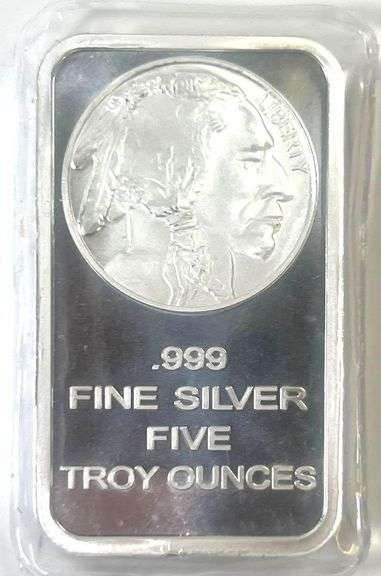 LIBERTY
.999
FINE SILVER
FIVE
TROY OUNCES